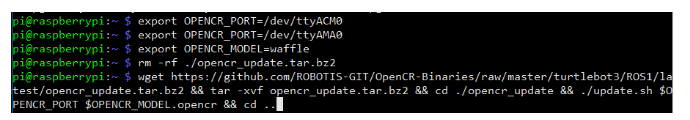 pi@raspberrypi:~ $ export OPENCR_PORT=/dev/ttyACM0
pi@raspberrypi:~ $ export OPENCR_PORT=/dev/ttyAMA0
pi@raspberrypi:~ $ export OPENCR_MODEL=waffle
pi@raspberrypi:~ $ rm -rf ./opencr_update.tar.bz2
pi@raspberrypi:~ $ wget https://github.com/ROBOTIS-GIT/OpenCR-Binaries/raw/master/turtlebot3/ROS1/la
test/opencr_update.tar.bz2 && tar -xvf opencr_update.tar.bz2 && cd ./opencr_update && ./update.sh $O
PENCR_PORT $OPENCR_MODEL.opencr && cd ..